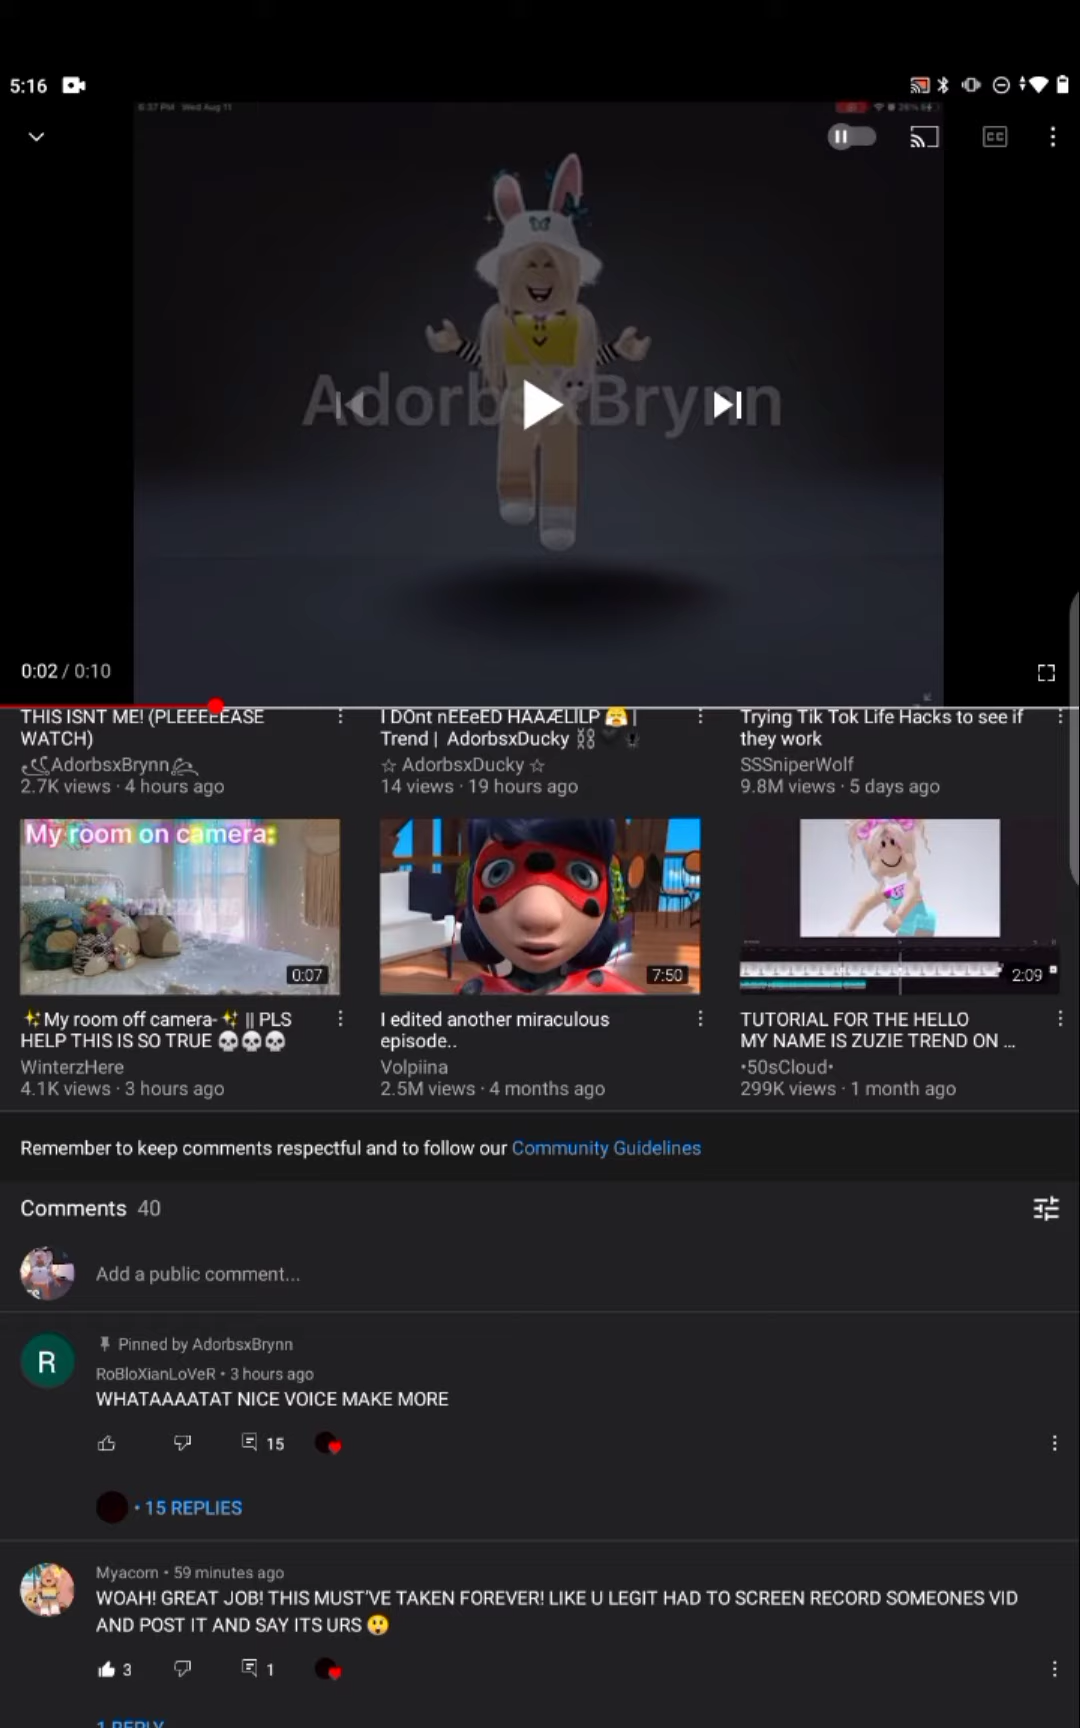 5:16
6:37 PM Wed Aug 11
26%
CC
AdorbsxBrynn
0:02 / 0:10
THIS ISNT ME! (PLEEEEEASE
WATCH)
AdorbsxBrynn
2.7K views · 4 hours ago
I DOnt nEEeED HAAÆLILP 😤 |
Trend | AdorbsxDucky ⛓🕷
☆ AdorbsxDucky ☆
14 views · 19 hours ago
Trying Tik Tok Life Hacks to see if
they work
SSSniperWolf
9.8M views · 5 days ago
My room on camera:
WINTERZHERE
0:07
7:50
2:09
✨My room off camera-✨ || PLS
HELP THIS IS SO TRUE 💀💀💀
WinterzHere
4.1K views · 3 hours ago
I edited another miraculous
episode..
Volpiina
2.5M views · 4 months ago
TUTORIAL FOR THE HELLO
MY NAME IS ZUZIE TREND ON ...
•50sCloud•
299K views · 1 month ago
Remember to keep comments respectful and to follow our Community Guidelines
Comments 40
Add a public comment...
Pinned by AdorbsxBrynn
R
RoBloXianLoVeR • 3 hours ago
WHATAAAATAT NICE VOICE MAKE MORE
15
• 15 REPLIES
Myacorn • 59 minutes ago
WOAH! GREAT JOB! THIS MUST'VE TAKEN FOREVER! LIKE U LEGIT HAD TO SCREEN RECORD SOMEONES VID
AND POST IT AND SAY ITS URS 😲
3
1
1 REPLY